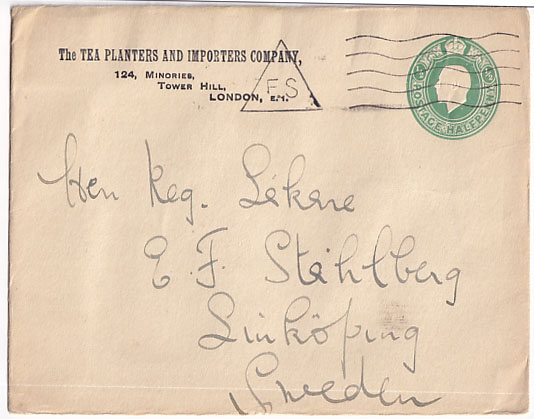 The TEA PLANTERS AND IMPORTERS COMPANY,
124, MINORIES,
TOWER HILL,
LONDON, E.1.
FS
POSTAGE HALFPENNY
Herr Reg. Läkare
E. F. Ståhlberg
Linköping
Sweden